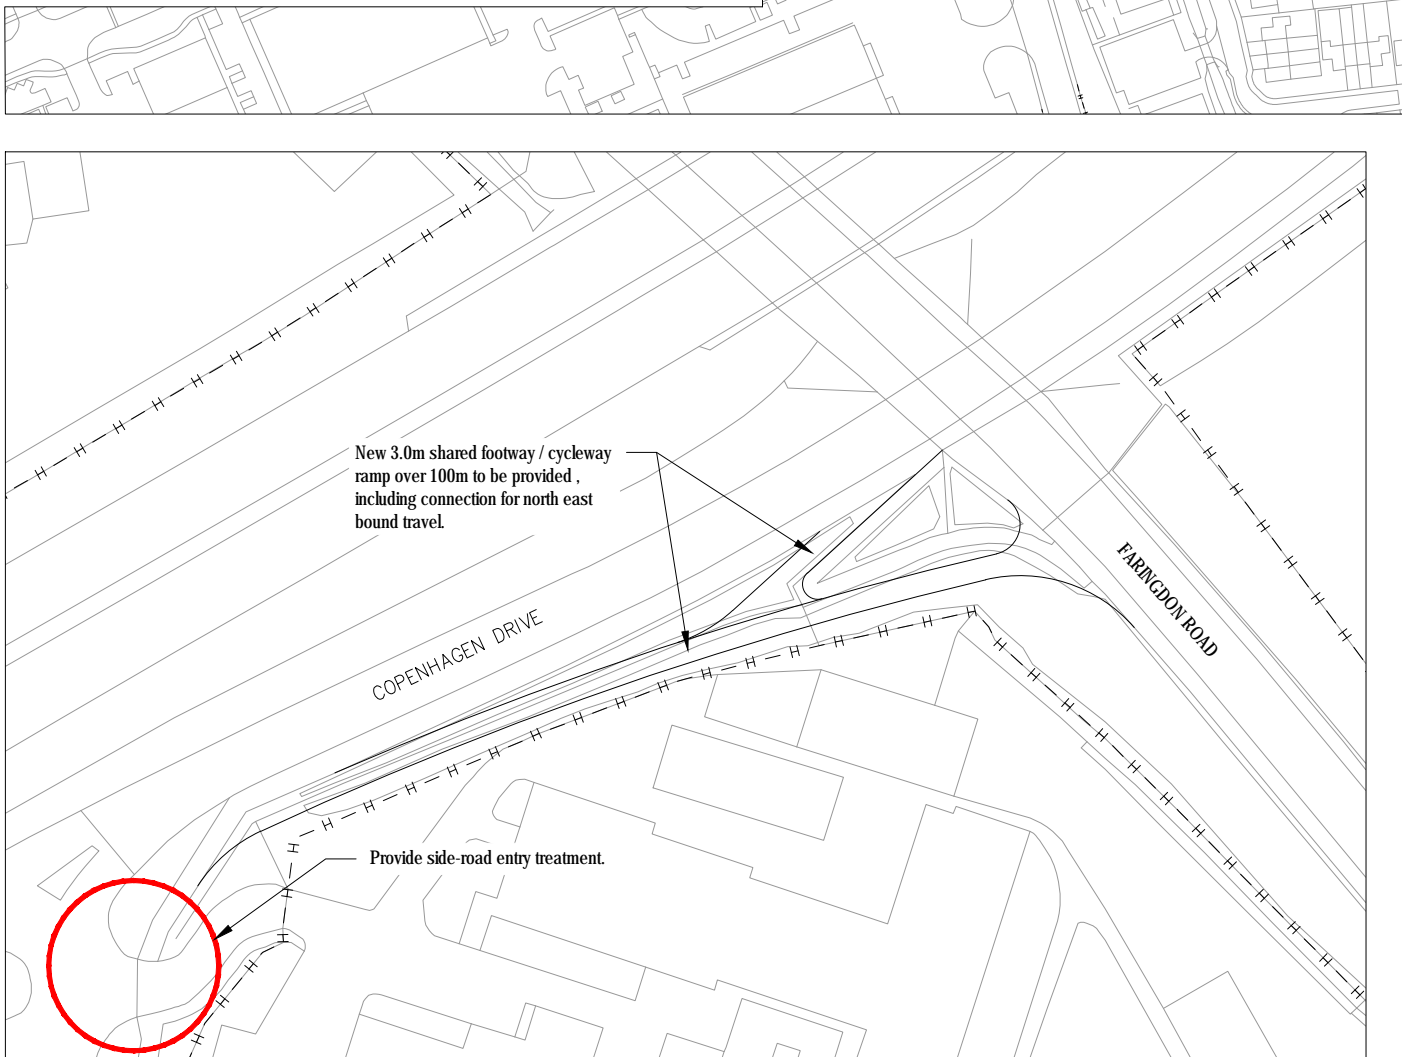 New 3.0m shared footway / cycleway
ramp over 100m to be provided ,
including connection for north east
bound travel.
FARINGDON ROAD
COPENHAGEN DRIVE
Provide side-road entry treatment.